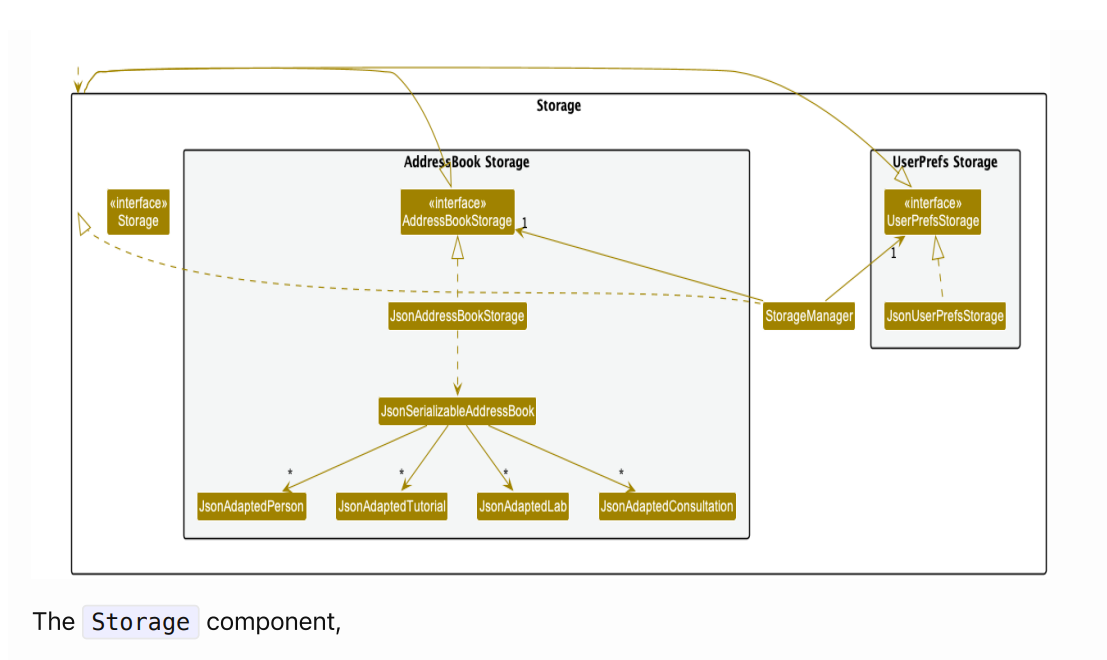 Storage
AddressBook Storage
UserPrefs Storage
«interface»
Storage
«interface»
AddressBookStorage
1
«interface»
UserPrefsStorage
1
JsonAddressBookStorage
StorageManager
JsonUserPrefsStorage
JsonSerializableAddressBook
*
*
*
*
JsonAdaptedPerson
JsonAdaptedTutorial
JsonAdaptedLab
JsonAdaptedConsultation
The Storage component,